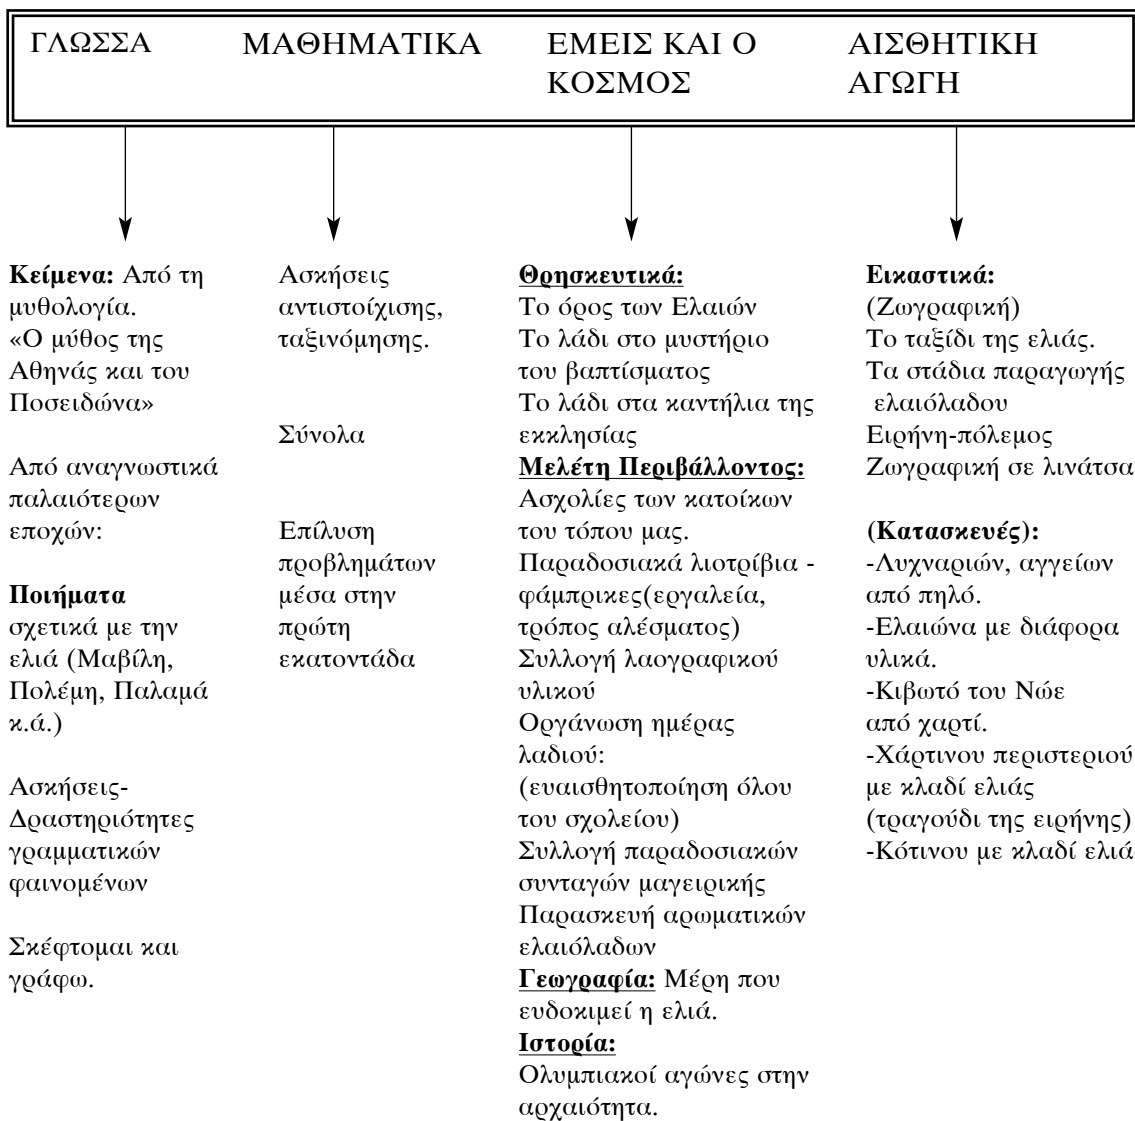 ΓΛΩΣΣΑ
ΜΑΘΗΜΑΤΙΚΑ
ΕΜΕΙΣ ΚΑΙ Ο
ΚΟΣΜΟΣ
ΑΙΣΘΗΤΙΚΗ
ΑΓΩΓΗ
Κείμενα: Από τη
μυθολογία.
«Ο μύθος της
Αθηνάς και του
Ποσειδώνα»
Από αναγνωστικά
παλαιότερων
εποχών:
Ποιήματα
σχετικά με την
ελιά (Μαβίλη,
Πολέμη, Παλαμά
κ.ά.)
Ασκήσεις-
Δραστηριότητες
γραμματικών
φαινομένων
Σκέφτομαι και
γράφω.
Ασκήσεις
αντιστοίχισης,
ταξινόμησης.
Σύνολα
Επίλυση
προβλημάτων
μέσα στην
πρώτη
εκατοντάδα
Θρησκευτικά:
Το όρος των Ελαιών
Το λάδι στο μυστήριο
του βαπτίσματος
Το λάδι στα καντήλια της
εκκλησίας
Μελέτη Περιβάλλοντος:
Ασχολίες των κατοίκων
του τόπου μας.
Παραδοσιακά λιοτρίβια -
φάμπρικες(εργαλεία,
τρόπος αλέσματος)
Συλλογή λαογραφικού
υλικού
Οργάνωση ημέρας
λαδιού:
(ευαισθητοποίηση όλου
του σχολείου)
Συλλογή παραδοσιακών
συνταγών μαγειρικής
Παρασκευή αρωματικών
ελαιόλαδων
Γεωγραφία: Μέρη που
ευδοκιμεί η ελιά.
Ιστορία:
Ολυμπιακοί αγώνες στην
αρχαιότητα.
Εικαστικά:
(Ζωγραφική)
Το ταξίδι της ελιάς.
Τα στάδια παραγωγής
ελαιόλαδου
Ειρήνη-πόλεμος
Ζωγραφική σε λινάτσα
(Κατασκευές):
-Λυχναριών, αγγείων
από πηλό.
-Ελαιώνα με διάφορα
υλικά.
-Κιβωτό του Νώε
από χαρτί.
-Χάρτινου περιστεριού
με κλαδί ελιάς
(τραγούδι της ειρήνης)
-Κότινου με κλαδί ελιά